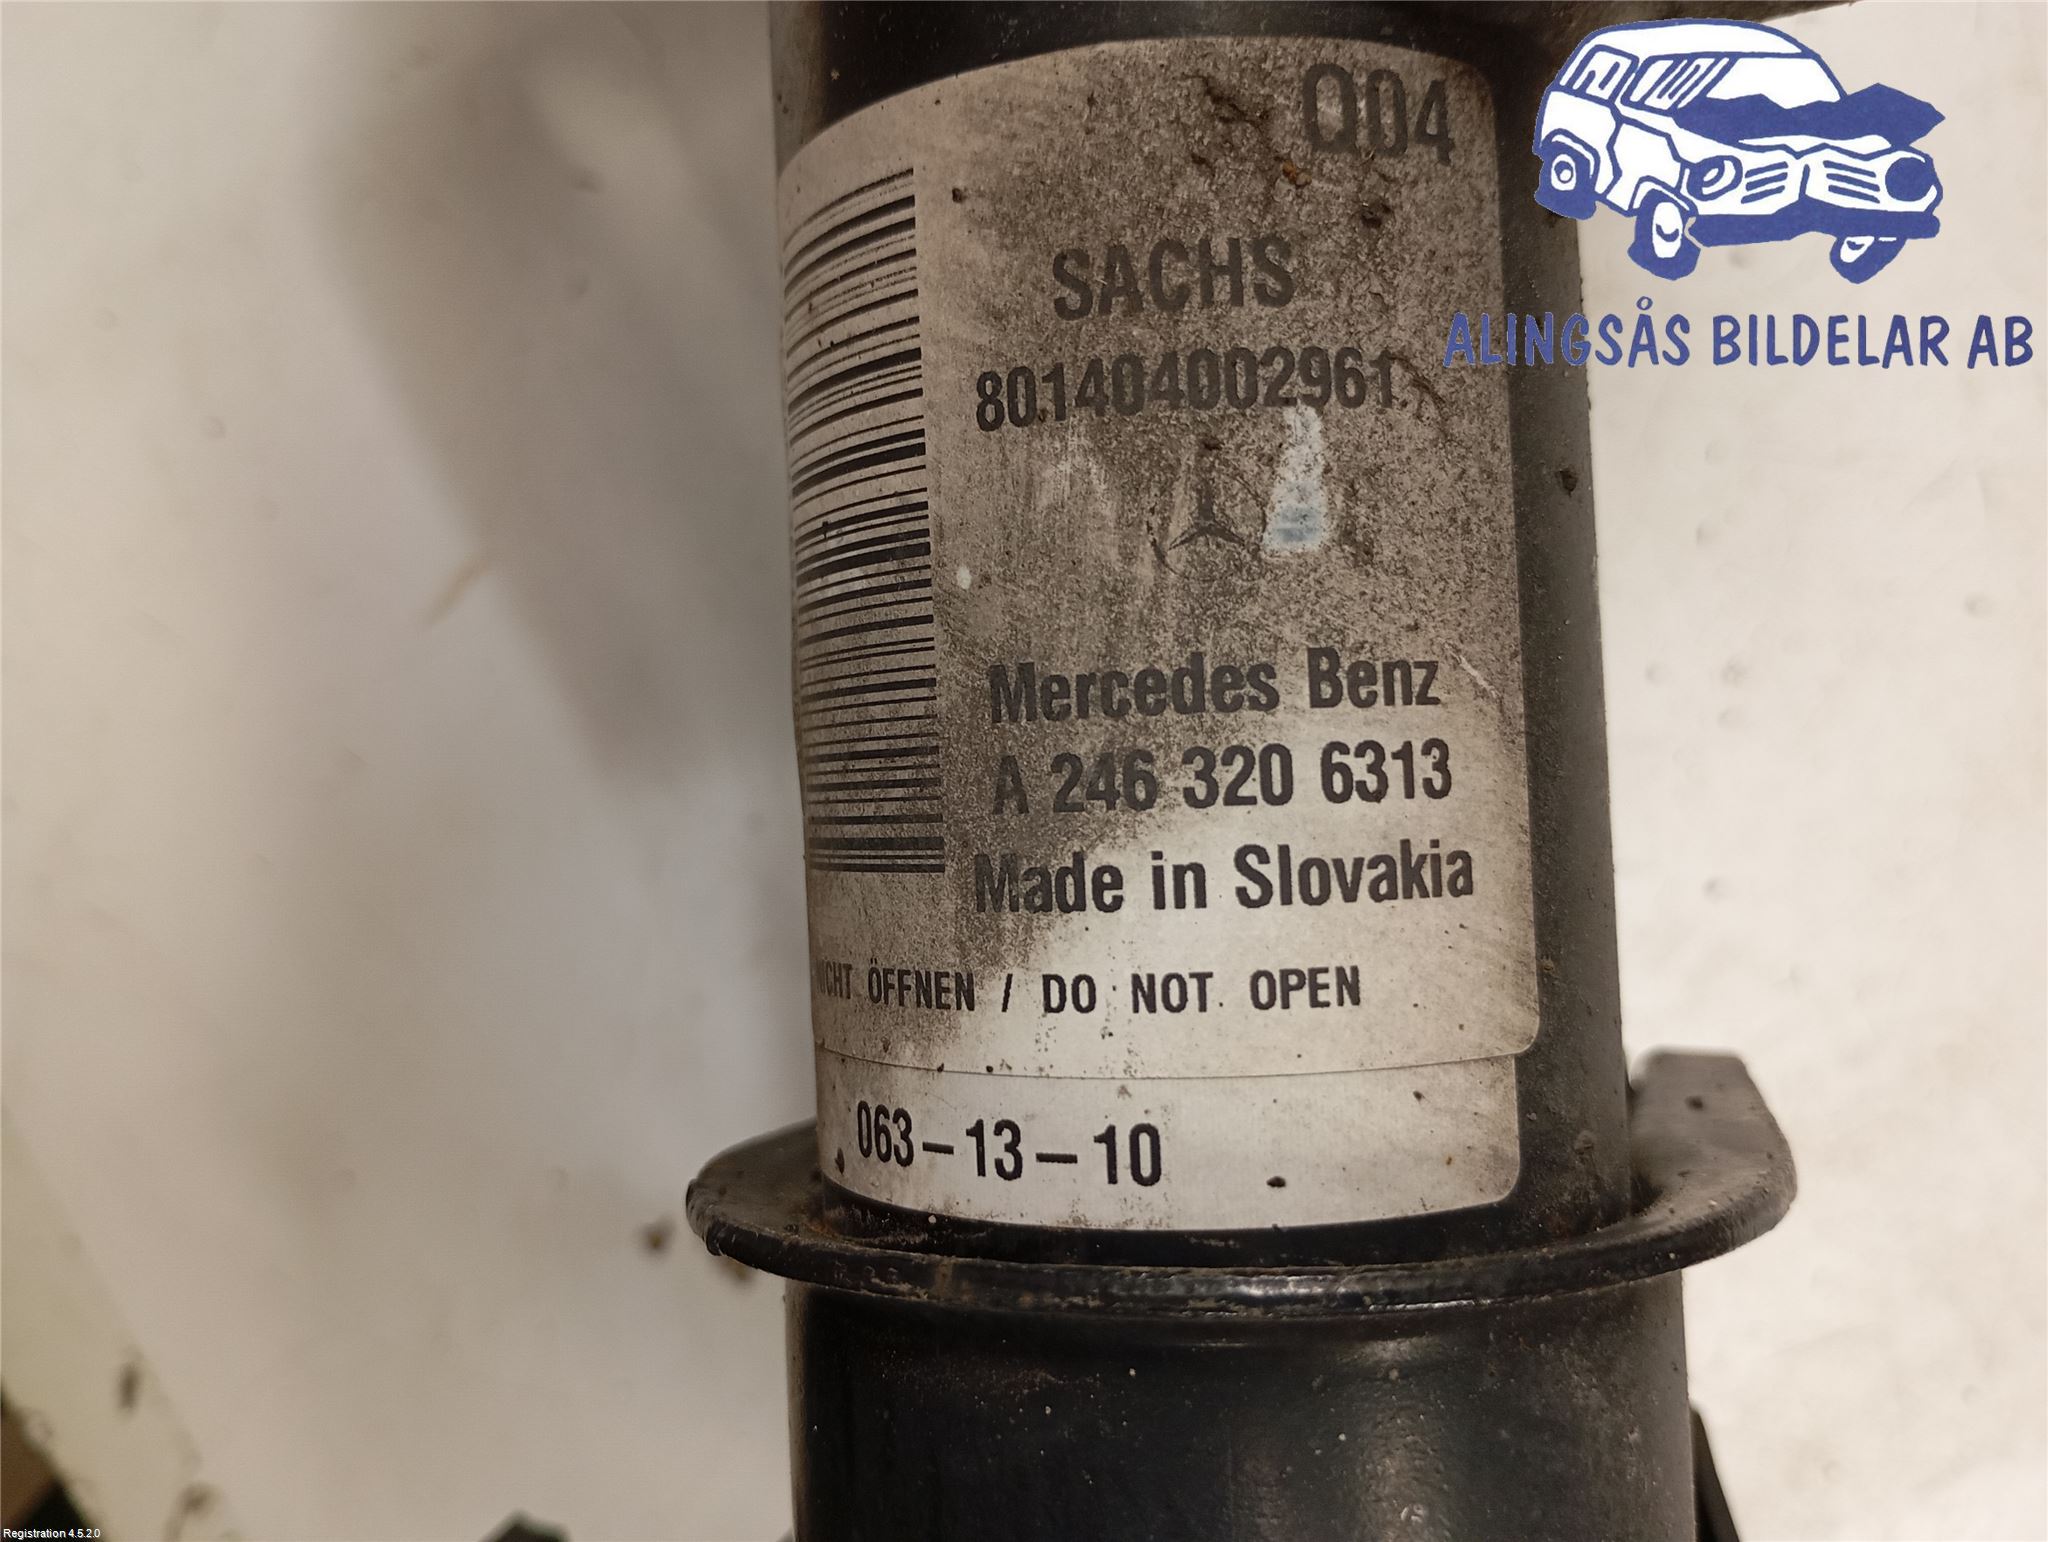 Q04
SACHS
801404002961
Mercedes Benz
A 246 320 6313
Made in Slovakia
NICHT ÖFFNEN / DO NOT OPEN
063-13-10
ALINGSÅS BILDELAR AB
Registration 4.5.2.0